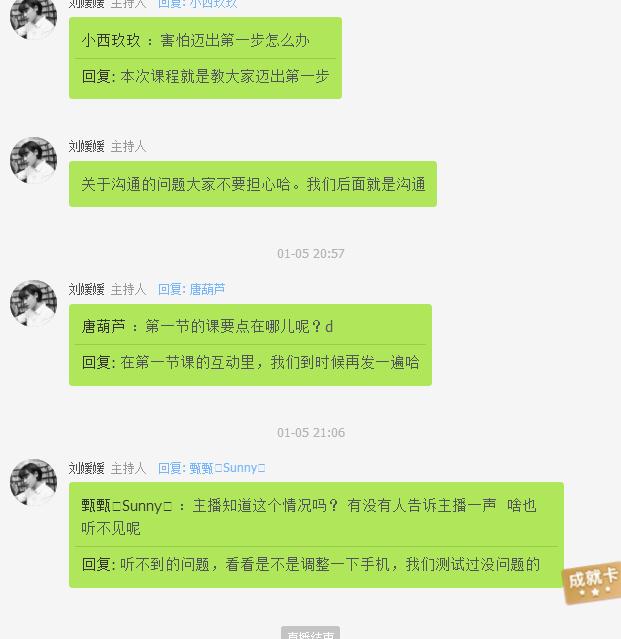 刘媛媛 主持人 回复: 小西玖玖
小西玖玖 ：害怕迈出第一步怎么办
回复: 本次课程就是教大家迈出第一步
刘媛媛 主持人
关于沟通的问题大家不要担心哈。我们后面就是沟通
01-05 20:57
刘媛媛 主持人 回复: 唐葫芦
唐葫芦 ：第一节的课要点在哪儿呢？d
回复: 在第一节课的互动里，我们到时候再发一遍哈
01-05 21:06
刘媛媛 主持人 回复: 甄甄□Sunny□
甄甄□Sunny□ ：主播知道这个情况吗？ 有没有人告诉主播一声 啥也
听不见呢
回复: 听不到的问题，看看是不是调整一下手机，我们测试过没问题的
成就卡
直播结束